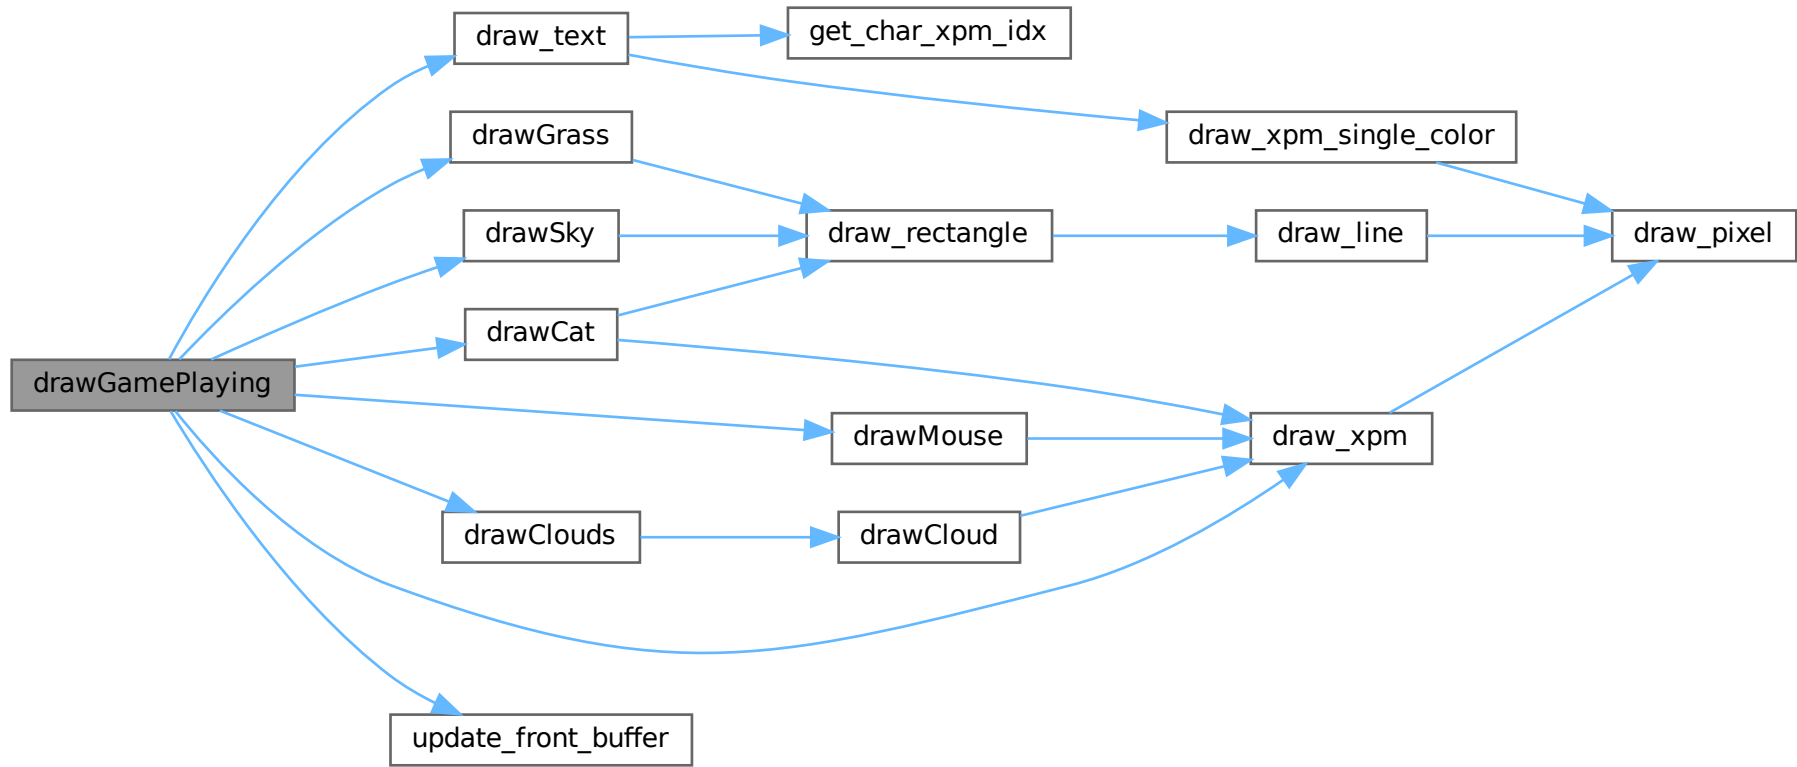 draw_text
get_char_xpm_idx
drawGrass
draw_xpm_single_color
drawSky
draw_rectangle
draw_line
draw_pixel
drawCat
drawGamePlaying
drawMouse
draw_xpm
drawClouds
drawCloud
update_front_buffer